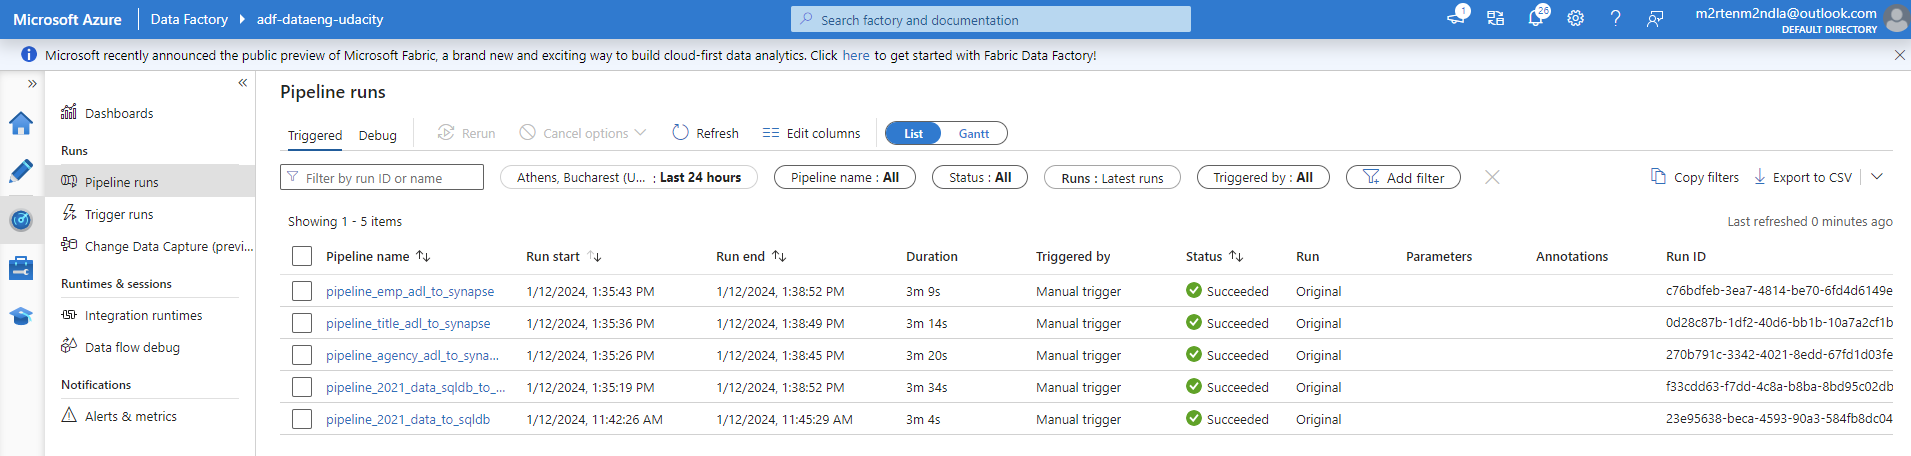 Microsoft Azure Data Factory > adf-dataeng-udacity Search factory and documentation 1 26 ? m2rtenm2ndla@outlook.com
DEFAULT DIRECTORY
Microsoft recently announced the public preview of Microsoft Fabric, a brand new and exciting way to build cloud-first data analytics. Click here to get started with Fabric Data Factory!
Dashboards
Runs
Pipeline runs
Trigger runs
Change Data Capture (previ...
Runtimes & sessions
Integration runtimes
Data flow debug
Notifications
Alerts & metrics
Pipeline runs
Triggered Debug Rerun Cancel options Refresh Edit columns List Gantt
Filter by run ID or name Athens, Bucharest (U... : Last 24 hours Pipeline name : All Status : All Runs : Latest runs Triggered by : All Add filter Copy filters Export to CSV
Showing 1 - 5 items Last refreshed 0 minutes ago
Pipeline name Run start Run end Duration Triggered by Status Run Parameters Annotations Run ID
pipeline_emp_adl_to_synapse 1/12/2024, 1:35:43 PM 1/12/2024, 1:38:52 PM 3m 9s Manual trigger Succeeded Original c76bdfeb-3ea7-4814-be70-6fd4d6149e
pipeline_title_adl_to_synapse 1/12/2024, 1:35:36 PM 1/12/2024, 1:38:49 PM 3m 14s Manual trigger Succeeded Original 0d28c87b-1df2-40d6-bb1b-10a7a2cf1b
pipeline_agency_adl_to_syna... 1/12/2024, 1:35:26 PM 1/12/2024, 1:38:45 PM 3m 20s Manual trigger Succeeded Original 270b791c-3342-4021-8edd-67fd1d03fe
pipeline_2021_data_sqldb_to_... 1/12/2024, 1:35:19 PM 1/12/2024, 1:38:52 PM 3m 34s Manual trigger Succeeded Original f33cdd63-f7dd-4c8a-b8ba-8bd95c02db
pipeline_2021_data_to_sqldb 1/12/2024, 11:42:26 AM 1/12/2024, 11:45:29 AM 3m 4s Manual trigger Succeeded Original 23e95638-beca-4593-90a3-584fb8dc04